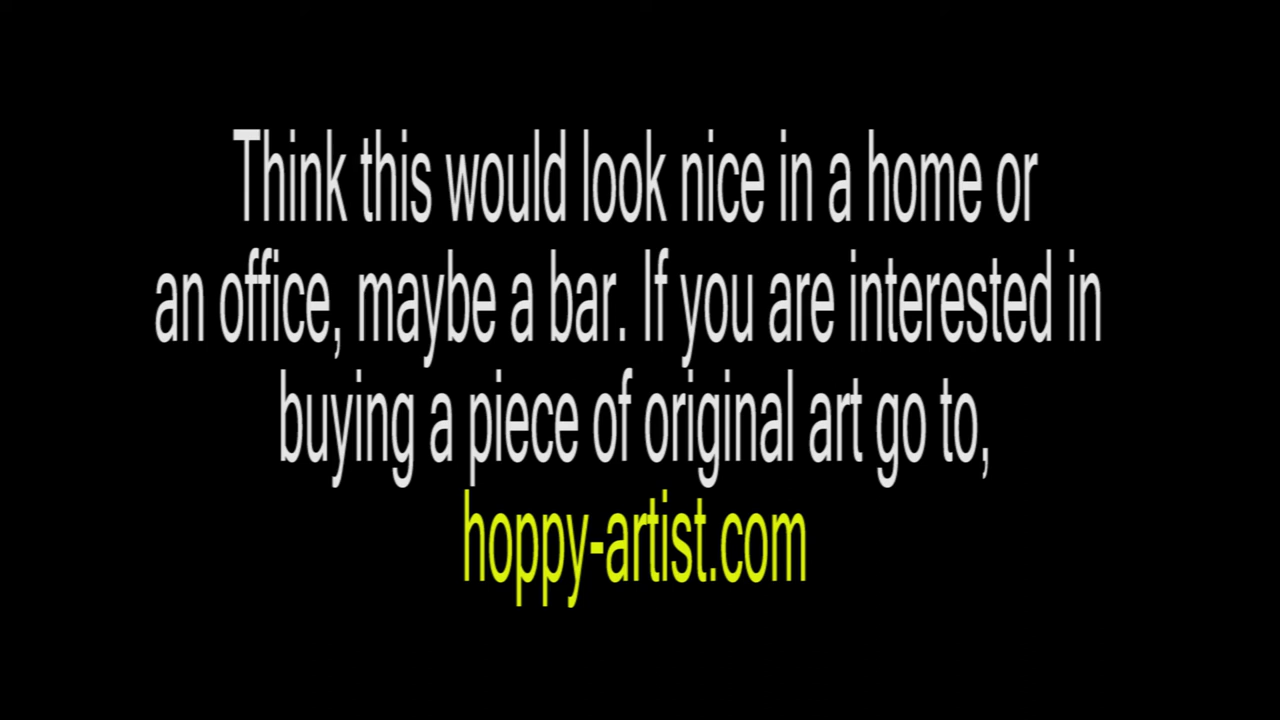 Think this would look nice in a home or
an office, maybe a bar. If you are interested in
buying a piece of original art go to,
hoppy-artist.com